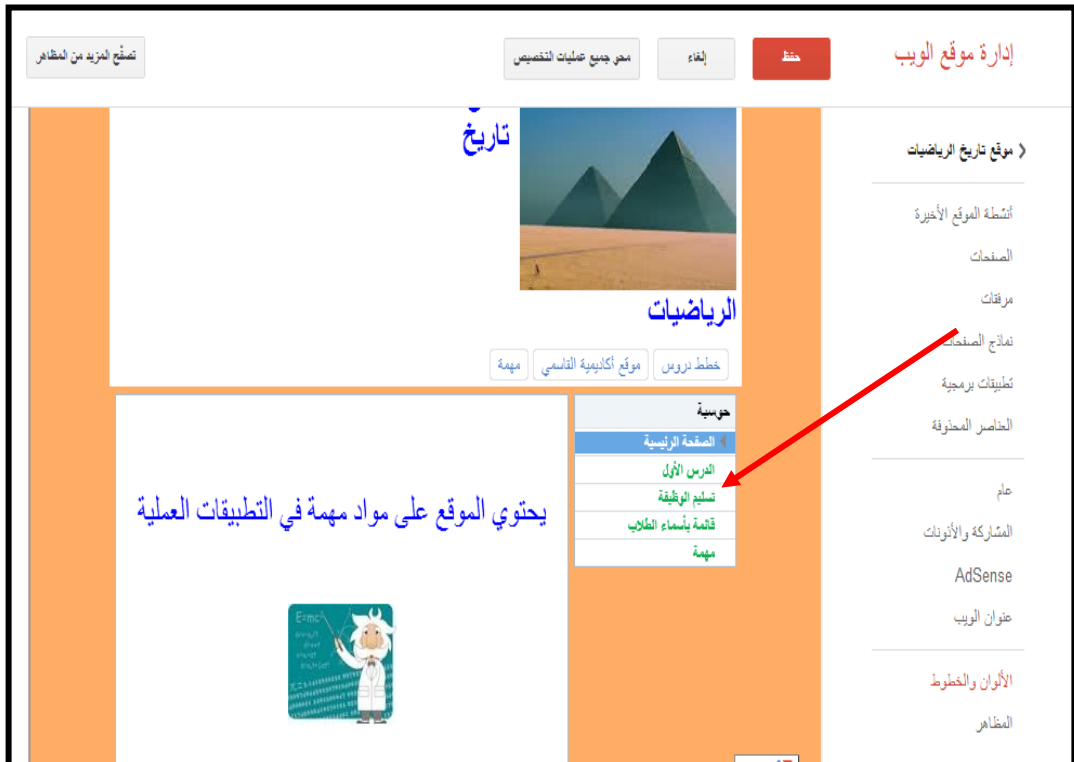 إدارة موقع الويب
حفظ
إلغاء
محو جميع عمليات التخصيص
تصفّح المزيد من المظاهر
موقع تاريخ الرياضيات
أنشطة الموقع الأخيرة
الصفحات
مرفقات
نماذج الصفحات
تطبيقات برمجية
العناصر المحذوفة
عام
المشاركة والأذونات
AdSense
عنوان الويب
الألوان والخطوط
المظاهر
تاريخ
الرياضيات
خطط دروس
موقع أكاديمية القاسمي
مهمة
حوسبة
الصفحة الرئيسية
الدرس الأول
تسليم الوظيفة
قائمة بأسماء الطلاب
مهمة
يحتوي الموقع على مواد مهمة في التطبيقات العملية
E=mc²